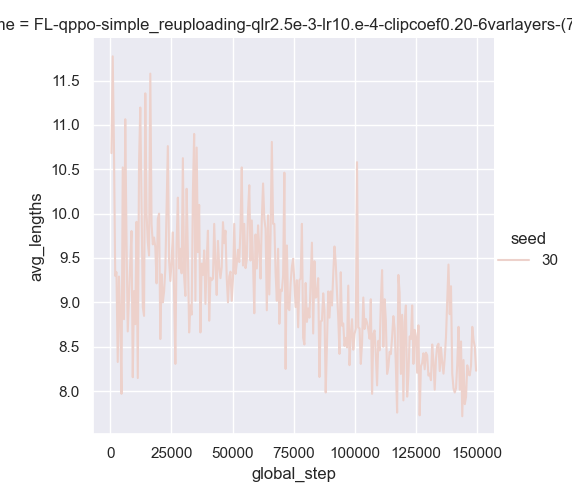 me = FL-qppo-simple_reuploading-qlr2.5e-3-lr10.e-4-clipcoef0.20-6varlayers-(7
11.5
11.0
10.5
10.0
9.5
9.0
8.5
8.0
avg_lengths
seed
30
0 25000 50000 75000 100000 125000 150000
global_step